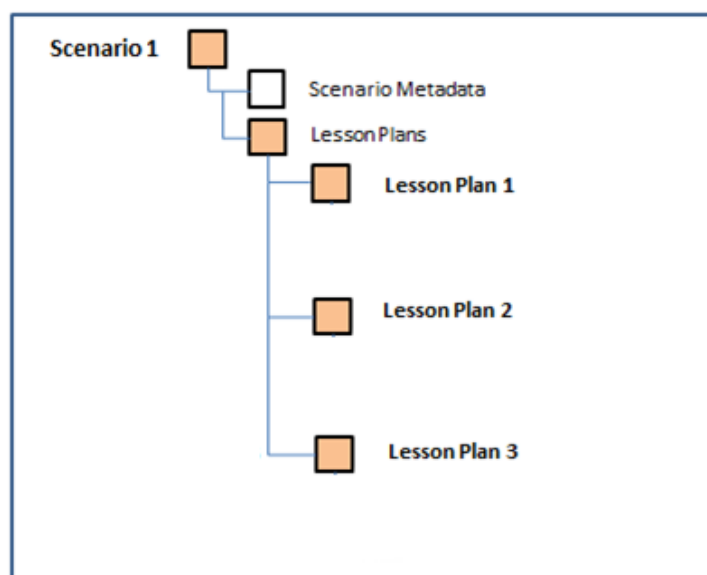 Scenario 1
Scenario Metadata
Lesson Plans
Lesson Plan 1
Lesson Plan 2
Lesson Plan 3